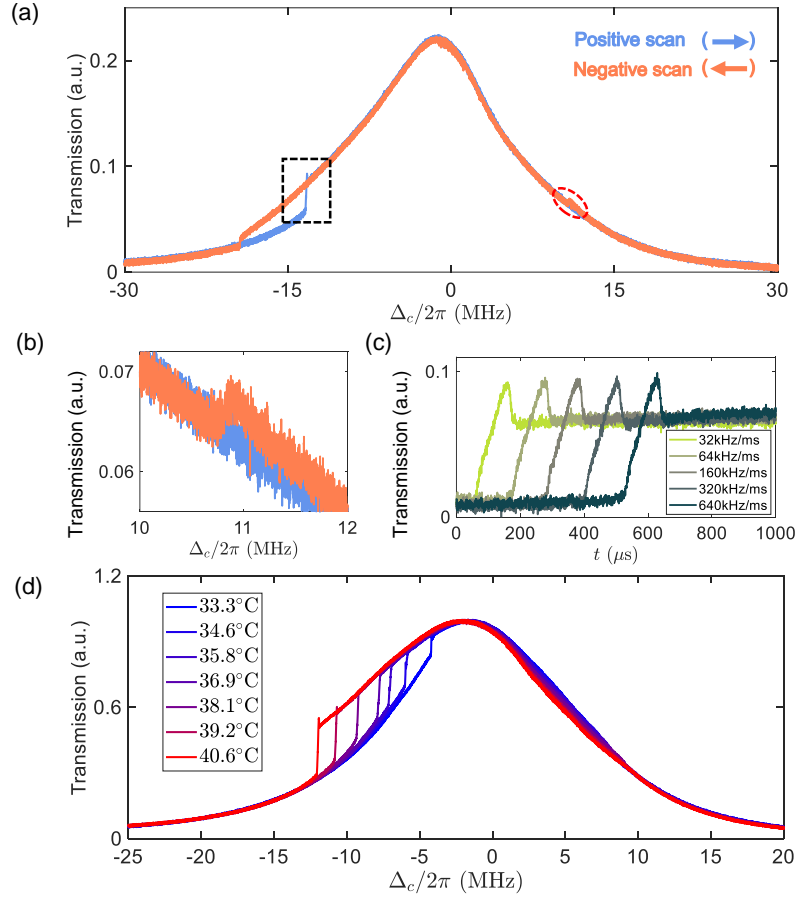 (a)
Transmission (a.u.)
0.2
0.1
0
-30
-15
0
15
30
Δc/2π (MHz)
Positive scan (→)
Negative scan (←)
(b)
Transmission (a.u.)
0.07
0.06
10
11
12
Δc/2π (MHz)
(c)
Transmission (a.u.)
0.1
0
0
200
400
600
800
1000
t (μs)
32kHz/ms
64kHz/ms
160kHz/ms
320kHz/ms
640kHz/ms
(d)
Transmission (a.u.)
1.2
0.6
0
-25
-20
-15
-10
-5
0
5
10
15
20
Δc/2π (MHz)
33.3°C
34.6°C
35.8°C
36.9°C
38.1°C
39.2°C
40.6°C